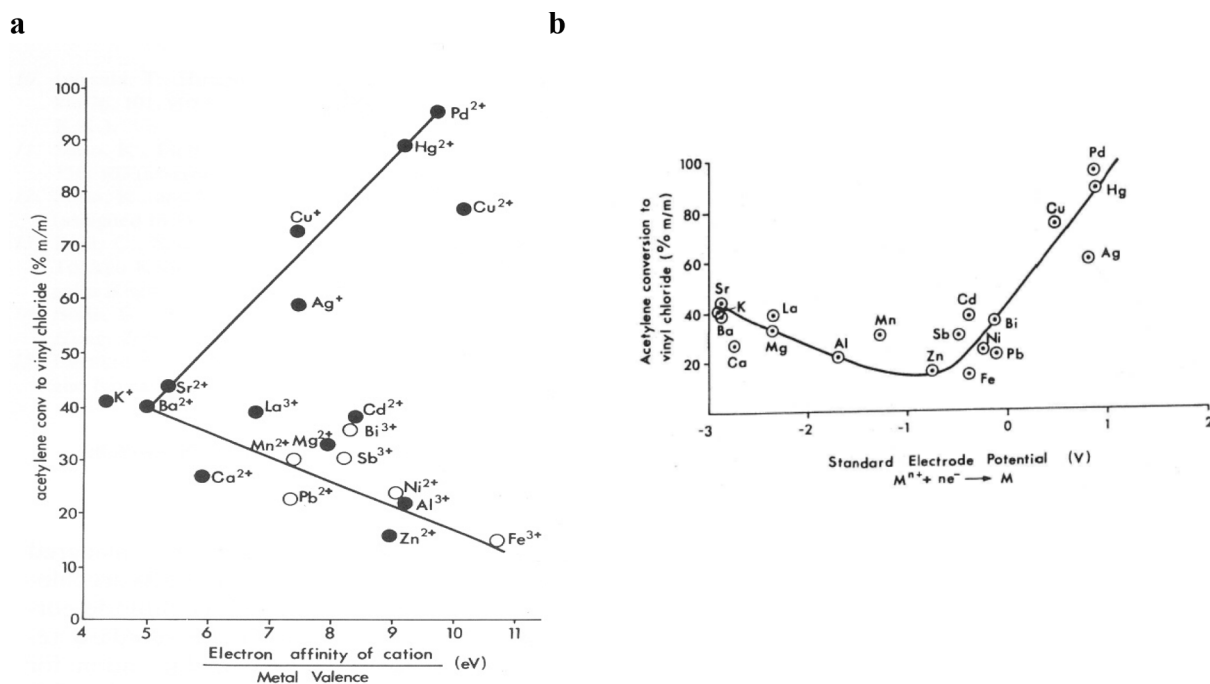 a
acetylene conv to vinyl chloride (% m/m)
100
90
80
70
60
50
40
30
20
10
0
Pd2+
Hg2+
Cu2+
Cu+
Ag+
Sr2+
K+
Ba2+
La3+
Cd2+
Bi3+
Mn2+
Mg2+
Sb3+
Ca2+
Pb2+
Ni2+
Al3+
Zn2+
Fe3+
4 5 6 7 8 9 10 11
Electron affinity of cation
Metal Valence
(eV)
b
Acetylene conversion to
vinyl chloride (°% m/m)
100
80
60
40
20
Pd
Hg
Cu
Ag
Sr
K
Ba
Ca
La
Mg
Al
Mn
Cd
Sb
Bi
Ni
Pb
Zn
Fe
-3 -2 -1 0 1 2
Standard Electrode Potential (V)
Mn+ + ne- → M